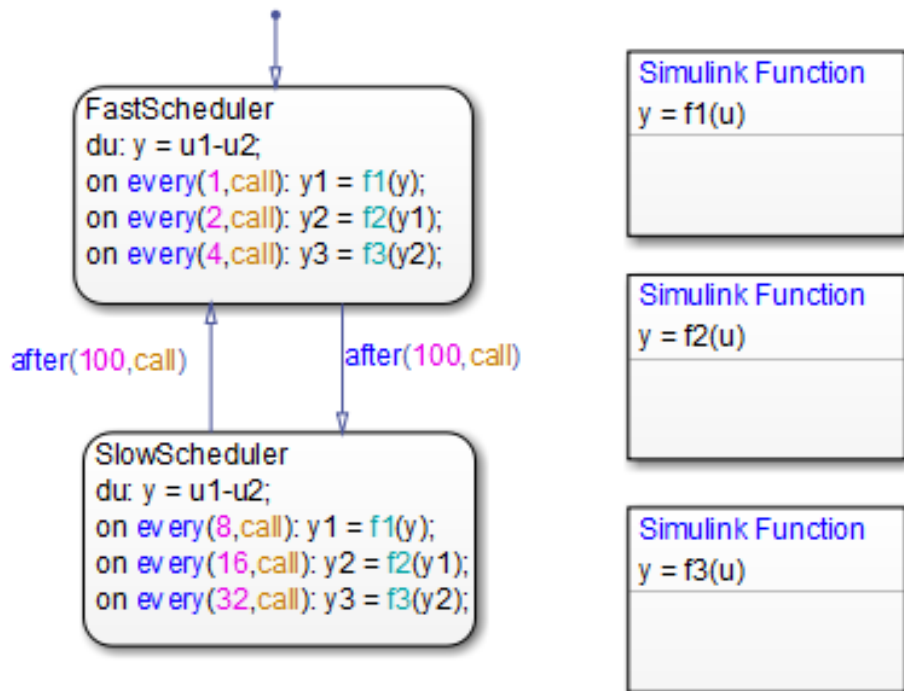 FastScheduler
du: y = u1-u2;
on every(1,call): y1 = f1(y);
on every(2,call): y2 = f2(y1);
on every(4,call): y3 = f3(y2);
after(100,call)
after(100,call)
SlowScheduler
du: y = u1-u2;
on every(8,call): y1 = f1(y);
on every(16,call): y2 = f2(y1);
on every(32,call): y3 = f3(y2);
Simulink Function
y = f1(u)
Simulink Function
y = f2(u)
Simulink Function
y = f3(u)